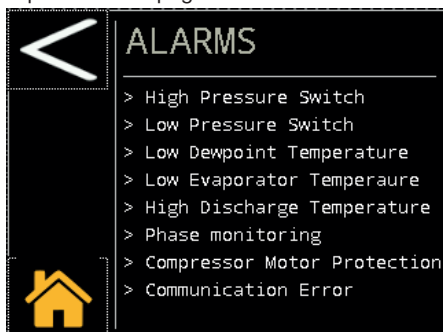 ALARMS
> High Pressure Switch
> Low Pressure Switch
> Low Dewpoint Temperature
> Low Evaporator Temperaure
> High Discharge Temperature
> Phase monitoring
> Compressor Motor Protection
> Communication Error